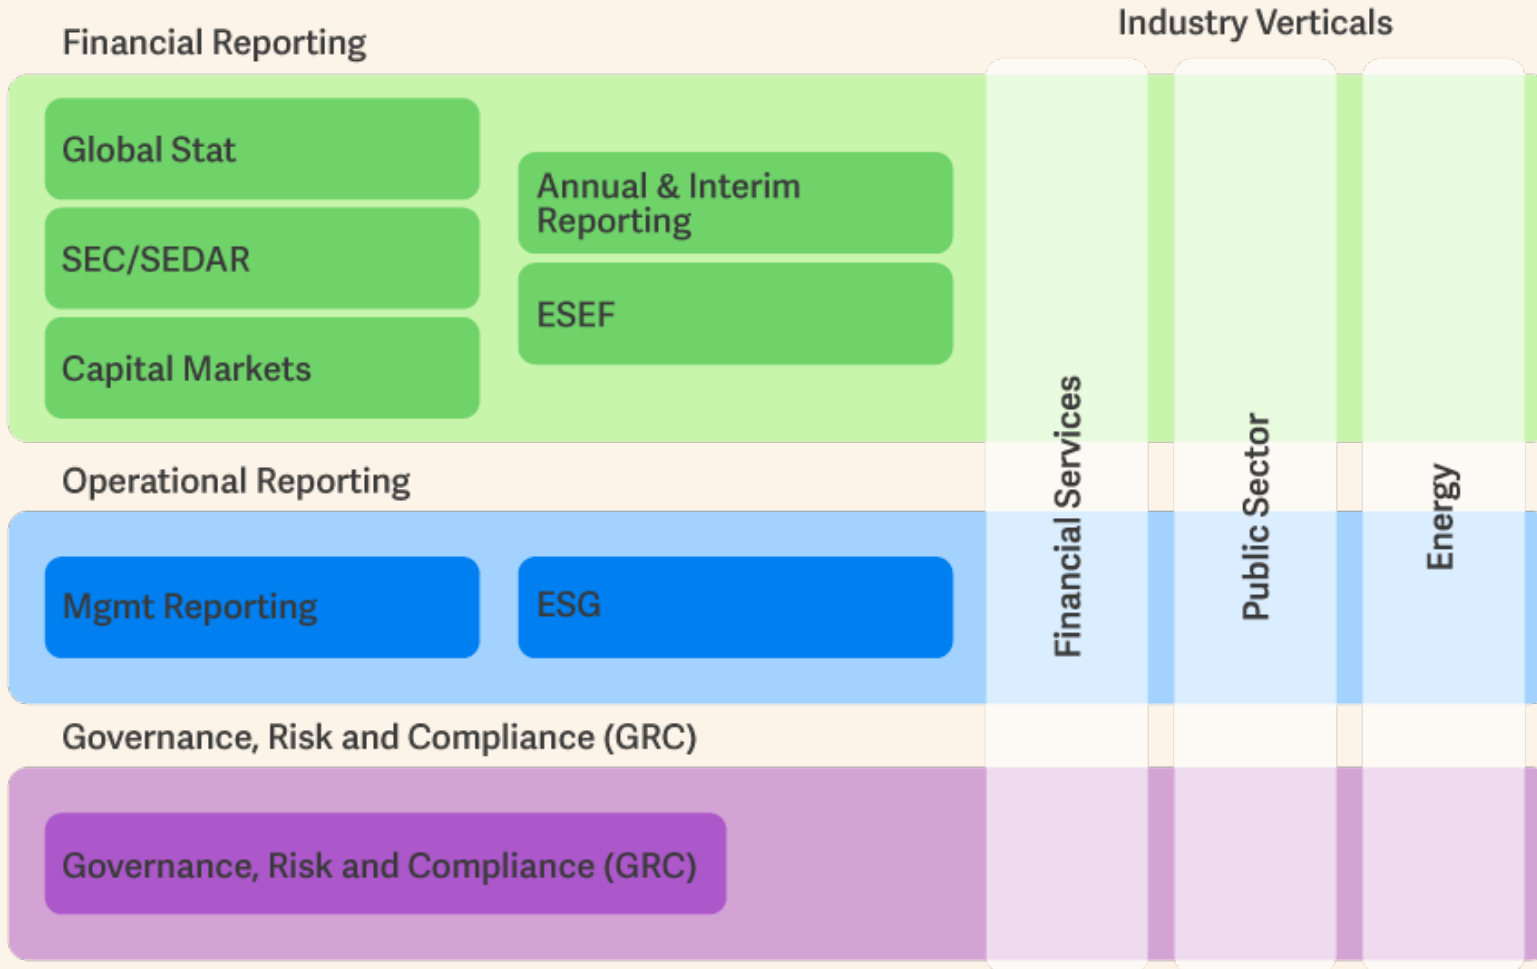 Industry Verticals
Financial Reporting
Global Stat
SEC/SEDAR
Capital Markets
Annual & Interim
Reporting
ESEF
Operational Reporting
Mgmt Reporting
ESG
Governance, Risk and Compliance (GRC)
Governance, Risk and Compliance (GRC)
Financial Services
Public Sector
Energy